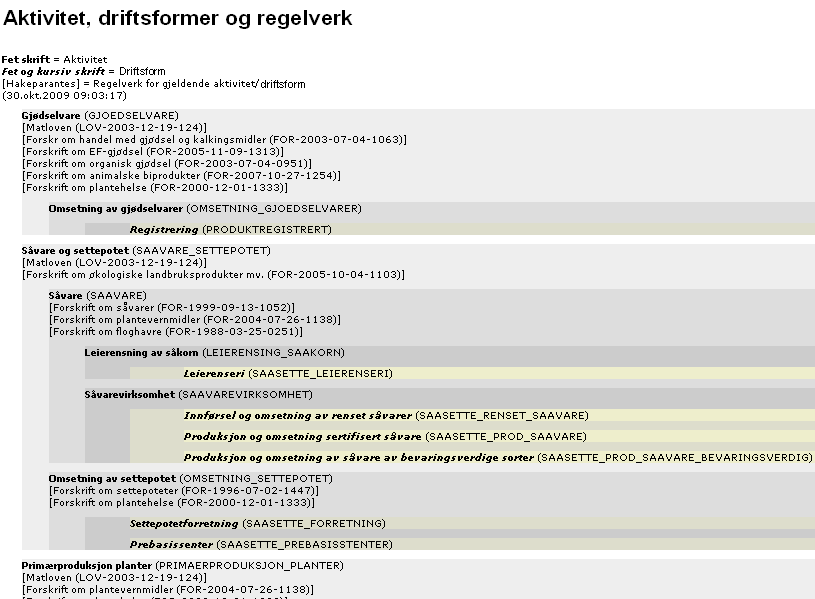 Aktivitet, driftsformer og regelverk
Fet skrift = Aktivitet
Fet og kursiv skrift = Driftsform
[Hakeparantes] = Regelverk for gjeldende aktivitet/driftsform
(30.okt.2009 09:03:17)
Gjødselvare (GJOEDSELVARE)
[Matloven (LOV-2003-12-19-124)]
[Forskr om handel med gjødsel og kalkingsmidler (FOR-2003-07-04-1063)]
[Forskrift om EF-gjødsel (FOR-2005-11-09-1313)]
[Forskrift om organisk gjødsel (FOR-2003-07-04-0951)]
[Forskrift om animalske biprodukter (FOR-2007-10-27-1254)]
[Forskrift om plantehelse (FOR-2000-12-01-1333)]
Omsetning av gjødselvarer (OMSETNING_GJOEDSELVARER)
Registrering (PRODUKTREGISTRERT)
Såvare og settepotet (SAAVARE_SETTEPOTET)
[Matloven (LOV-2003-12-19-124)]
[Forskrift om økologiske landbruksprodukter mv. (FOR-2005-10-04-1103)]
Såvare (SAAVARE)
[Forskrift om såvarer (FOR-1999-09-13-1052)]
[Forskrift om plantevernmidler (FOR-2004-07-26-1138)]
[Forskrift om floghavre (FOR-1988-03-25-0251)]
Leierensning av såkorn (LEIERENSING_SAAKORN)
Leierenseri (SAASETTE_LEIERENSERI)
Såvarevirksomhet (SAAVAREVIRKSOMHET)
Innførsel og omsetning av renset såvarer (SAASETTE_RENSET_SAAVARE)
Produksjon og omsetning sertifisert såvare (SAASETTE_PROD_SAAVARE)
Produksjon og omsetning av såvare av bevaringsverdige sorter (SAASETTE_PROD_SAAVARE_BEVARINGSVERDIG)
Omsetning av settepotet (OMSETNING_SETTEPOTET)
[Forskrift om settepoteter (FOR-1996-07-02-1447)]
[Forskrift om plantehelse (FOR-2000-12-01-1333)]
Settepotetforretning (SAASETTE_FORRETNING)
Prebasissenter (SAASETTE_PREBASISSTENTER)
Primærproduksjon planter (PRIMAERPRODUKSJON_PLANTER)
[Matloven (LOV-2003-12-19-124)]
[Forskrift om plantevernmidler (FOR-2004-07-26-1138)]